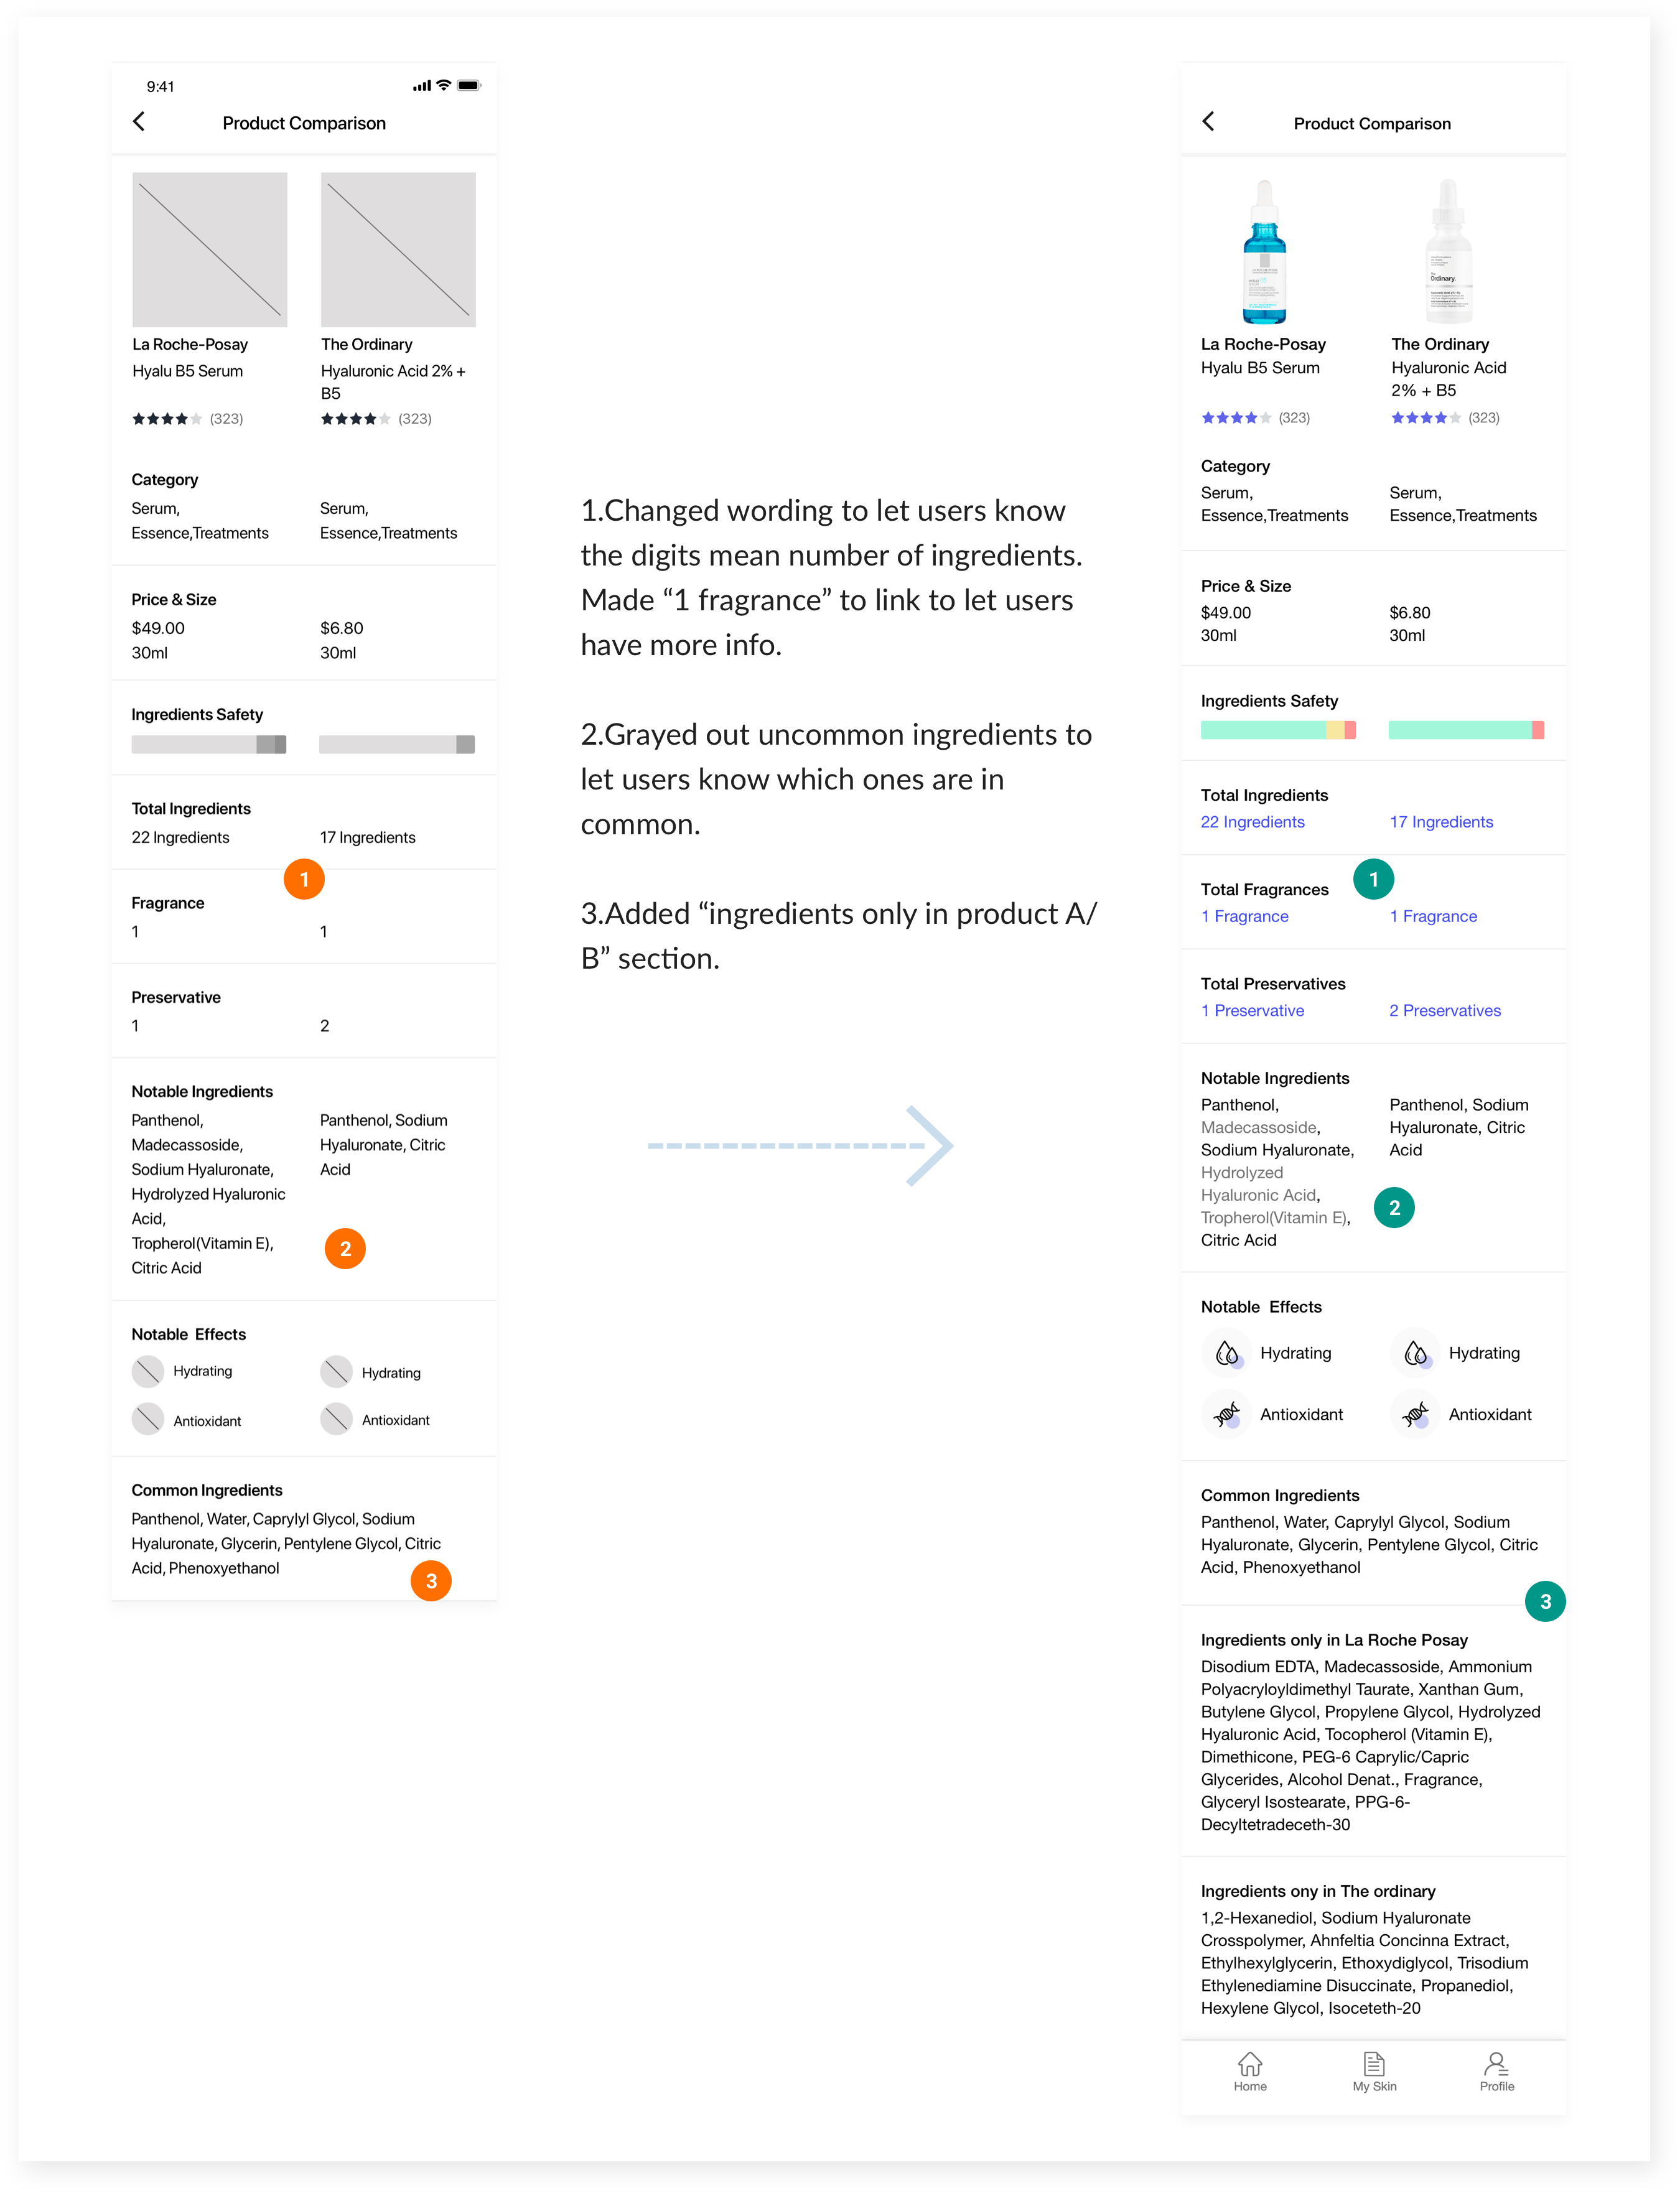 9:41
Product Comparison
La Roche-Posay
Hyalu B5 Serum
(323)
The Ordinary
Hyaluronic Acid 2% +
B5
(323)
Category
Serum,
Essence,Treatments
Serum,
Essence,Treatments
Price & Size
$49.00
30ml
$6.80
30ml
Ingredients Safety
Total Ingredients
22 Ingredients
17 Ingredients
1
Fragrance
1
1
Preservative
1
2
Notable Ingredients
Panthenol,
Madecassoside,
Sodium Hyaluronate,
Hydrolyzed Hyaluronic
Acid,
Tropherol(Vitamin E),
Citric Acid
Panthenol, Sodium
Hyaluronate, Citric
Acid
2
Notable Effects
Hydrating
Hydrating
Antioxidant
Antioxidant
Common Ingredients
Panthenol, Water, Caprylyl Glycol, Sodium
Hyaluronate, Glycerin, Pentylene Glycol, Citric
Acid, Phenoxyethanol
3
1.Changed wording to let users know
the digits mean number of ingredients.
Made “1 fragrance” to link to let users
have more info.
2.Grayed out uncommon ingredients to
let users know which ones are in
common.
3.Added “ingredients only in product A/
B” section.
Product Comparison
LA ROCHE-POSAY
B5
The
Ordinary.
La Roche-Posay
Hyalu B5 Serum
(323)
The Ordinary
Hyaluronic Acid
2% + B5
(323)
Category
Serum,
Essence,Treatments
Serum,
Essence,Treatments
Price & Size
$49.00
30ml
$6.80
30ml
Ingredients Safety
Total Ingredients
22 Ingredients
17 Ingredients
1
Total Fragrances
1 Fragrance
1 Fragrance
Total Preservatives
1 Preservative
2 Preservatives
Notable Ingredients
Panthenol,
Madecassoside,
Sodium Hyaluronate,
Hydrolyzed
Hyaluronic Acid,
Tropherol(Vitamin E),
Citric Acid
Panthenol, Sodium
Hyaluronate, Citric
Acid
2
Notable Effects
Hydrating
Hydrating
Antioxidant
Antioxidant
Common Ingredients
Panthenol, Water, Caprylyl Glycol, Sodium
Hyaluronate, Glycerin, Pentylene Glycol, Citric
Acid, Phenoxyethanol
3
Ingredients only in La Roche Posay
Disodium EDTA, Madecassoside, Ammonium
Polyacryloyldimethyl Taurate, Xanthan Gum,
Butylene Glycol, Propylene Glycol, Hydrolyzed
Hyaluronic Acid, Tocopherol (Vitamin E),
Dimethicone, PEG-6 Caprylic/Capric
Glycerides, Alcohol Denat., Fragrance,
Glyceryl Isostearate, PPG-6-
Decyltetradeceth-30
Ingredients ony in The ordinary
1,2-Hexanediol, Sodium Hyaluronate
Crosspolymer, Ahnfeltia Concinna Extract,
Ethylhexylglycerin, Ethoxydiglycol, Trisodium
Ethylenediamine Disuccinate, Propanediol,
Hexylene Glycol, Isoceteth-20
Home
My Skin
Profile